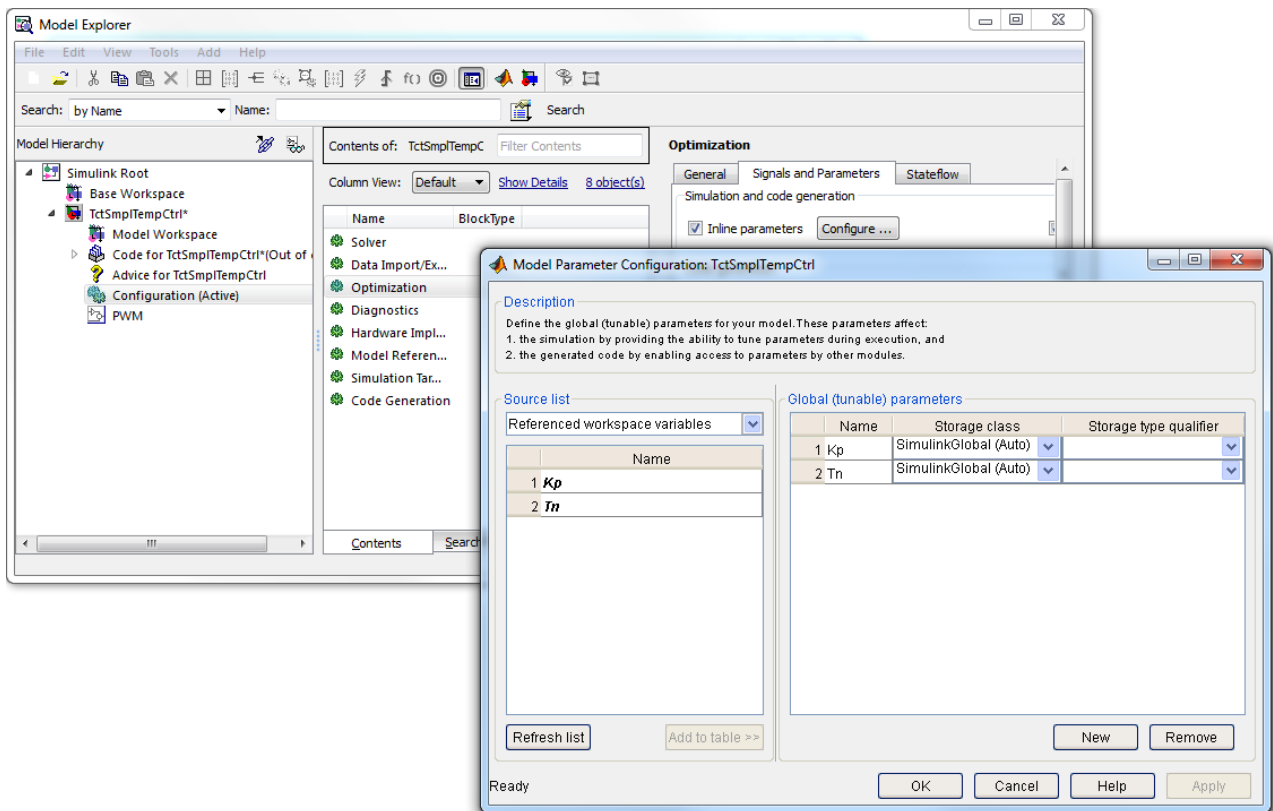 Model Explorer
File Edit View Tools Add Help
Search: by Name Name: Search
Model Hierarchy
Simulink Root
Base Workspace
TctSmplTempCtrl*
Model Workspace
Code for TctSmplTempCtrl*(Out of
Advice for TctSmplTempCtrl
Configuration (Active)
PWM
Contents of: TctSmplTempC Filter Contents
Column View: Default Show Details 8 object(s)
Name BlockType
Solver
Data Import/Ex...
Optimization
Diagnostics
Hardware Impl...
Model Referen...
Simulation Tar...
Code Generation
Contents Search
Optimization
General Signals and Parameters Stateflow
Simulation and code generation
Inline parameters Configure ...
Model Parameter Configuration: TctSmplTempCtrl
Description
Define the global (tunable) parameters for your model.These parameters affect:
1. the simulation by providing the ability to tune parameters during execution, and
2. the generated code by enabling access to parameters by other modules.
Source list
Referenced workspace variables
Name
1 Kp
2 Tn
Refresh list Add to table >>
Global (tunable) parameters
Name Storage class Storage type qualifier
1 Kp SimulinkGlobal (Auto)
2 Tn SimulinkGlobal (Auto)
New Remove
Ready OK Cancel Help Apply